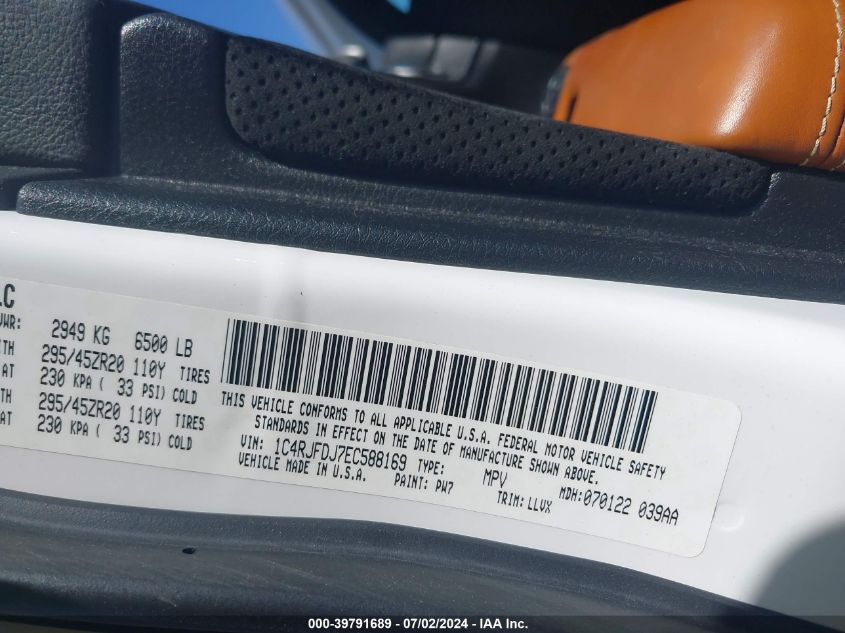 LC
VWR: 2949 KG 6500 LB
ITH 295/45ZR20 110Y TIRES
AT 230 KPA ( 33 PSI) COLD
TH 295/45ZR20 110Y TIRES
AT 230 KPA ( 33 PSI) COLD
THIS VEHICLE CONFORMS TO ALL APPLICABLE U.S.A. FEDERAL MOTOR VEHICLE SAFETY
STANDARDS IN EFFECT ON THE DATE OF MANUFACTURE SHOWN ABOVE.
VIN: 1C4RJFDJ7EC588169 TYPE: MPV MDH:070122 039AA
VEHICLE MADE IN U.S.A. PAINT: PW7 TRIM:LLVX
000-39791689 / 07/02/2024 - IAA Inc.